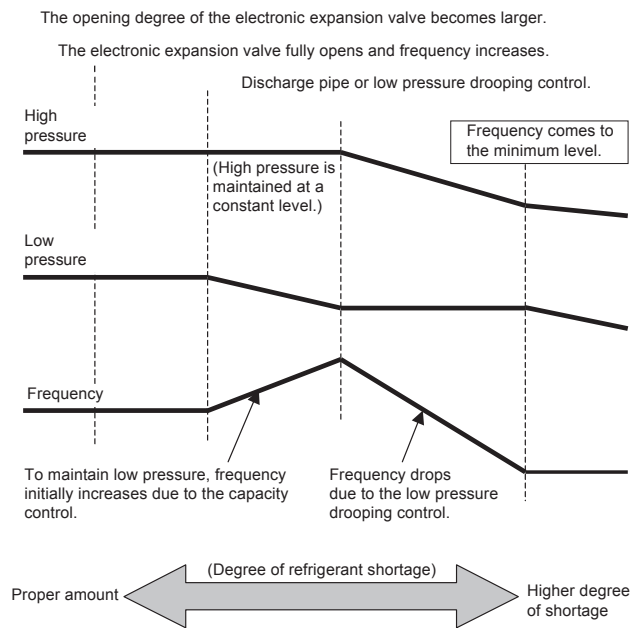 The opening degree of the electronic expansion valve becomes larger.
The electronic expansion valve fully opens and frequency increases.
Discharge pipe or low pressure drooping control.
High
pressure
Frequency comes to
the minimum level.
(High pressure is
maintained at a
constant level.)
Low
pressure
Frequency
To maintain low pressure, frequency
initially increases due to the capacity
control.
Frequency drops
due to the low pressure
drooping control.
(Degree of refrigerant shortage)
Proper amount
Higher degree
of shortage